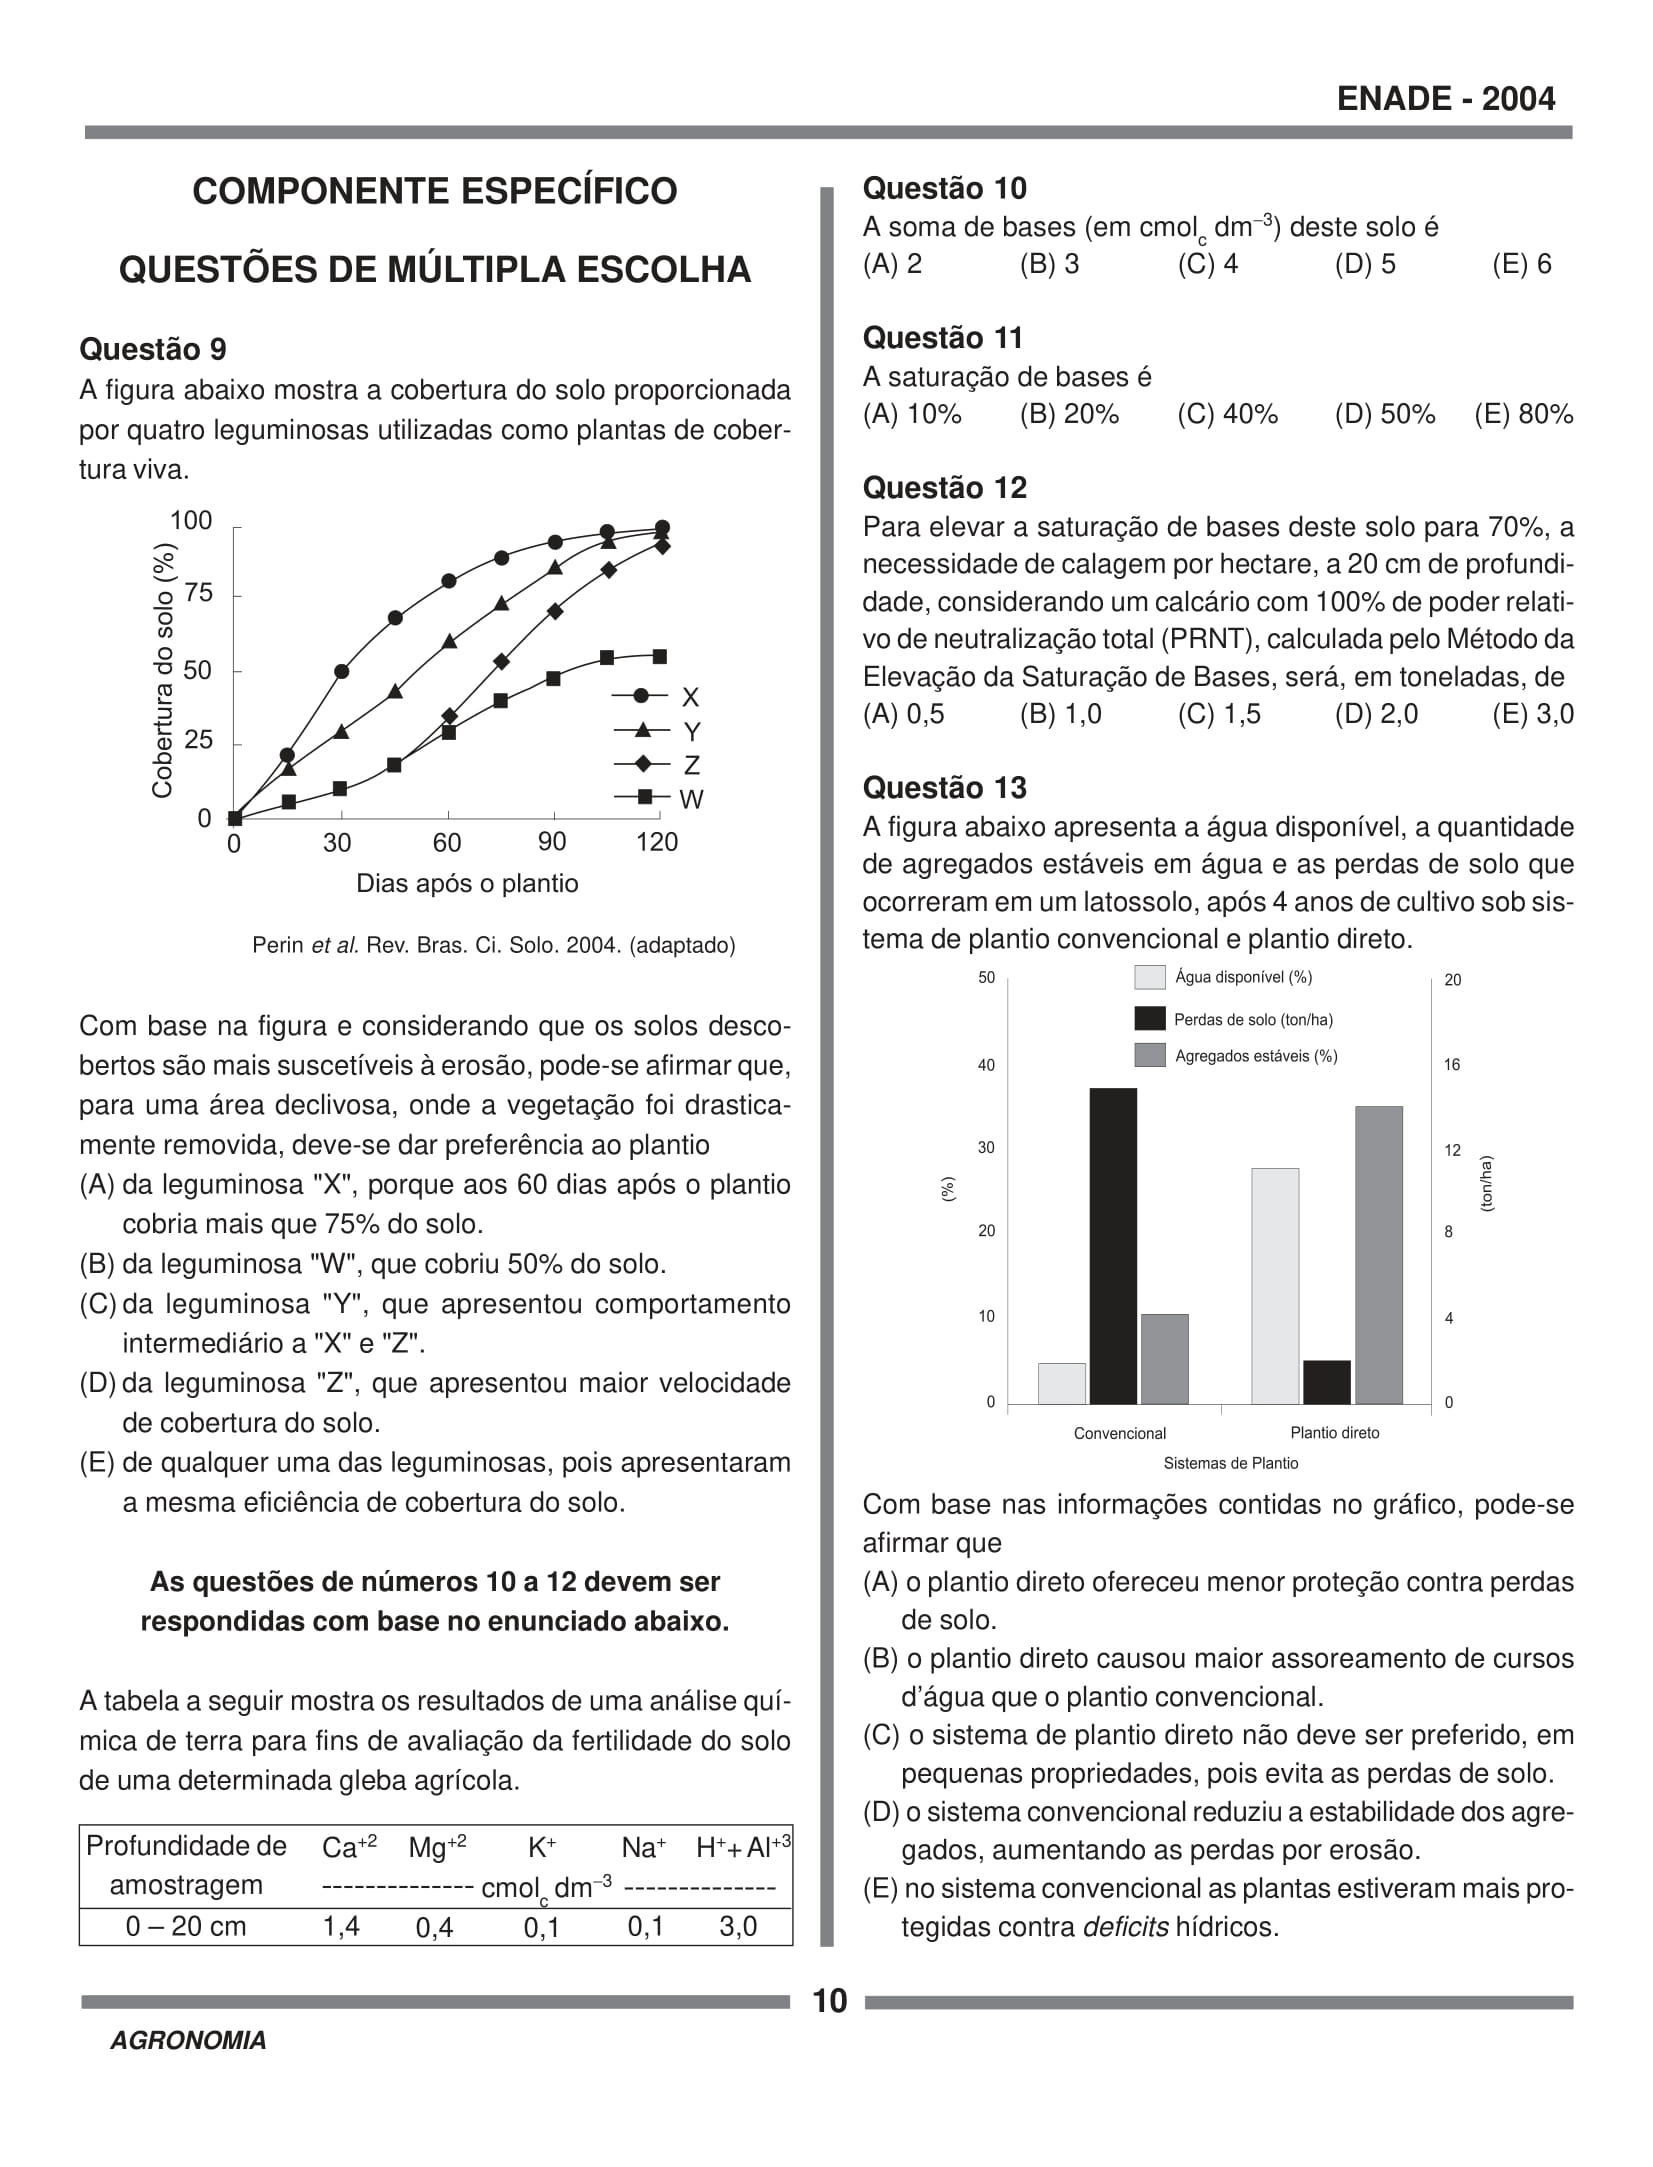 ENADE - 2004
COMPONENTE ESPECÍFICO
QUESTÕES DE MÚLTIPLA ESCOLHA
Questão 9
A figura abaixo mostra a cobertura do solo proporcionada
por quatro leguminosas utilizadas como plantas de cober-
tura viva.
100
75
50
25
0
Cobertura do solo (%)
0 30 60 90 120
Dias após o plantio
X
Y
Z
W
Perin et al. Rev. Bras. Ci. Solo. 2004. (adaptado)
Com base na figura e considerando que os solos desco-
bertos são mais suscetíveis à erosão, pode-se afirmar que,
para uma área declivosa, onde a vegetação foi drastica-
mente removida, deve-se dar preferência ao plantio
(A) da leguminosa "X", porque aos 60 dias após o plantio
cobria mais que 75% do solo.
(B) da leguminosa "W", que cobriu 50% do solo.
(C) da leguminosa "Y", que apresentou comportamento
intermediário a "X" e "Z".
(D) da leguminosa "Z", que apresentou maior velocidade
de cobertura do solo.
(E) de qualquer uma das leguminosas, pois apresentaram
a mesma eficiência de cobertura do solo.
As questões de números 10 a 12 devem ser
respondidas com base no enunciado abaixo.
A tabela a seguir mostra os resultados de uma análise quí-
mica de terra para fins de avaliação da fertilidade do solo
de uma determinada gleba agrícola.
Profundidade de Ca+2 Mg+2 K+ Na+ H++ Al+3
amostragem -------------- cmolc dm–3 --------------
0 – 20 cm 1,4 0,4 0,1 0,1 3,0
Questão 10
A soma de bases (em cmolc dm–3) deste solo é
(A) 2 (B) 3 (C) 4 (D) 5 (E) 6
Questão 11
A saturação de bases é
(A) 10% (B) 20% (C) 40% (D) 50% (E) 80%
Questão 12
Para elevar a saturação de bases deste solo para 70%, a
necessidade de calagem por hectare, a 20 cm de profundi-
dade, considerando um calcário com 100% de poder relati-
vo de neutralização total (PRNT), calculada pelo Método da
Elevação da Saturação de Bases, será, em toneladas, de
(A) 0,5 (B) 1,0 (C) 1,5 (D) 2,0 (E) 3,0
Questão 13
A figura abaixo apresenta a água disponível, a quantidade
de agregados estáveis em água e as perdas de solo que
ocorreram em um latossolo, após 4 anos de cultivo sob sis-
tema de plantio convencional e plantio direto.
Água disponível (%)
Perdas de solo (ton/ha)
Agregados estáveis (%)
50
40
30
20
10
0
(%)
20
16
12
8
4
0
(ton/ha)
Convencional Plantio direto
Sistemas de Plantio
Com base nas informações contidas no gráfico, pode-se
afirmar que
(A) o plantio direto ofereceu menor proteção contra perdas
de solo.
(B) o plantio direto causou maior assoreamento de cursos
d’água que o plantio convencional.
(C) o sistema de plantio direto não deve ser preferido, em
pequenas propriedades, pois evita as perdas de solo.
(D) o sistema convencional reduziu a estabilidade dos agre-
gados, aumentando as perdas por erosão.
(E) no sistema convencional as plantas estiveram mais pro-
tegidas contra deficits hídricos.
10
AGRONOMIA